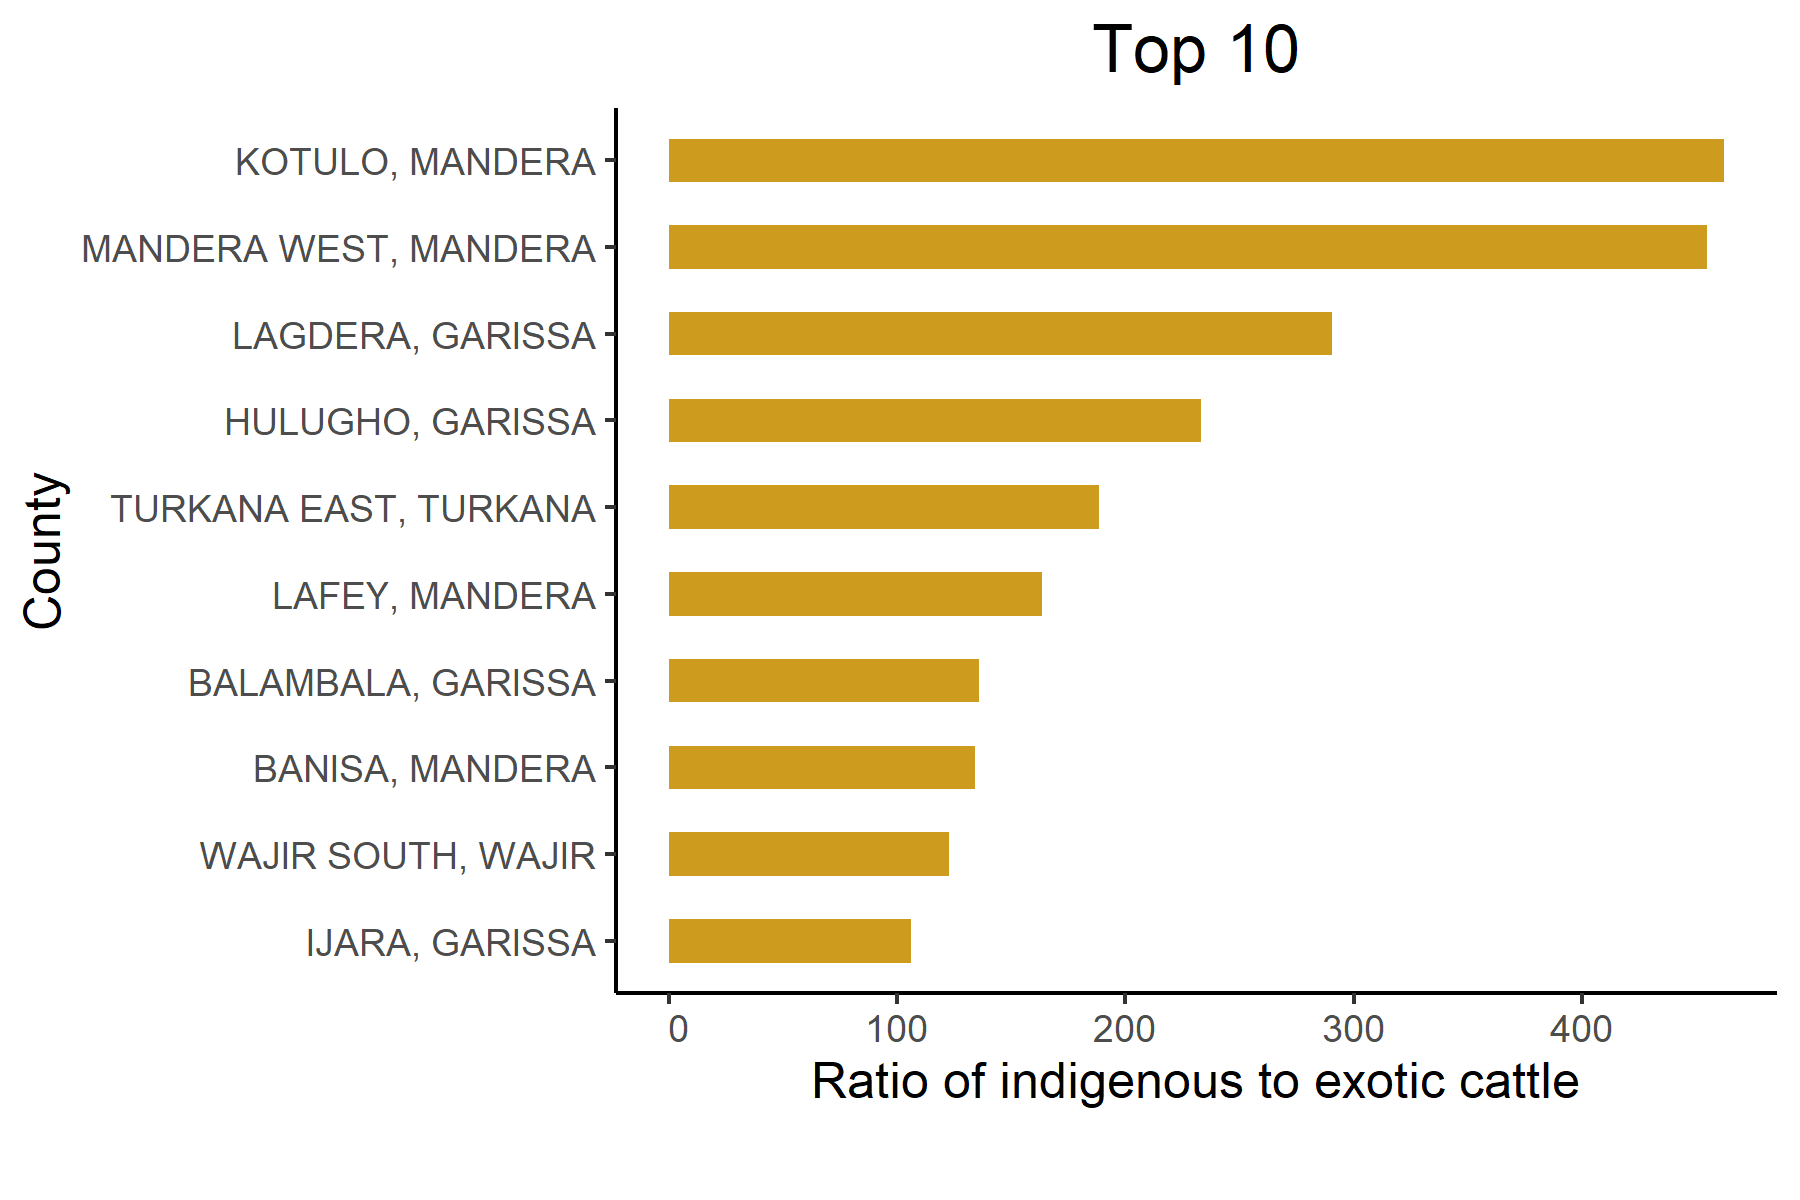 Top 10
KOTULO, MANDERA
MANDERA WEST, MANDERA
LAGDERA, GARISSA
HULUGHO, GARISSA
TURKANA EAST, TURKANA
LAFEY, MANDERA
BALAMBALA, GARISSA
BANISA, MANDERA
WAJIR SOUTH, WAJIR
IJARA, GARISSA
County
0 100 200 300 400
Ratio of indigenous to exotic cattle